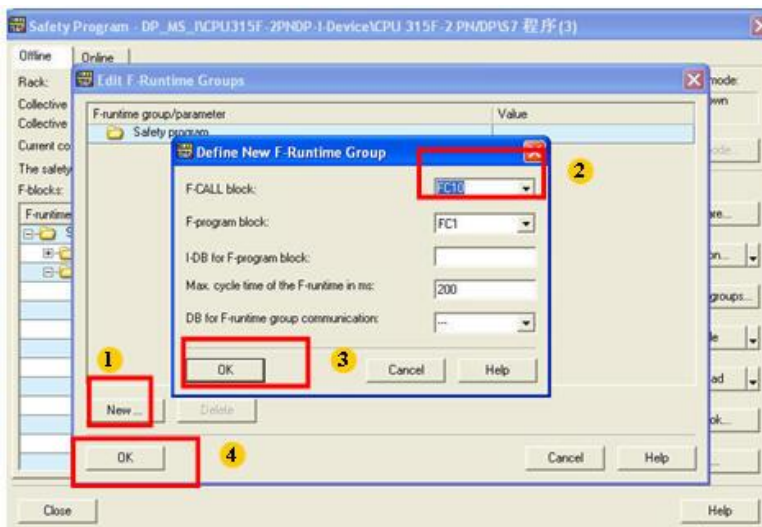 Safety Program - DP_MS_I\CPU315F-2PNDP-I-Device\CPU 315F-2 PN/DP\S7 程序(3)
Offline
Online
Rack:
Collective
Collective
Current co
The safety
F-blocks:
F-runtime
S
Edit F-Runtime Groups
F-runtime group/parameter
Value
Safety program
Define New F-Runtime Group
2
F-CALL block:
FC10
F-program block:
FC1
I-DB for F-program block:
Max. cycle time of the F-runtime in ms:
200
DB for F-runtime group communication:
---
OK
3
Cancel
Help
1
New...
Delete
OK
4
Cancel
Help
mode:
own
ode...
are...
on...
groups...
le
ad
ok...
...
Close
Help